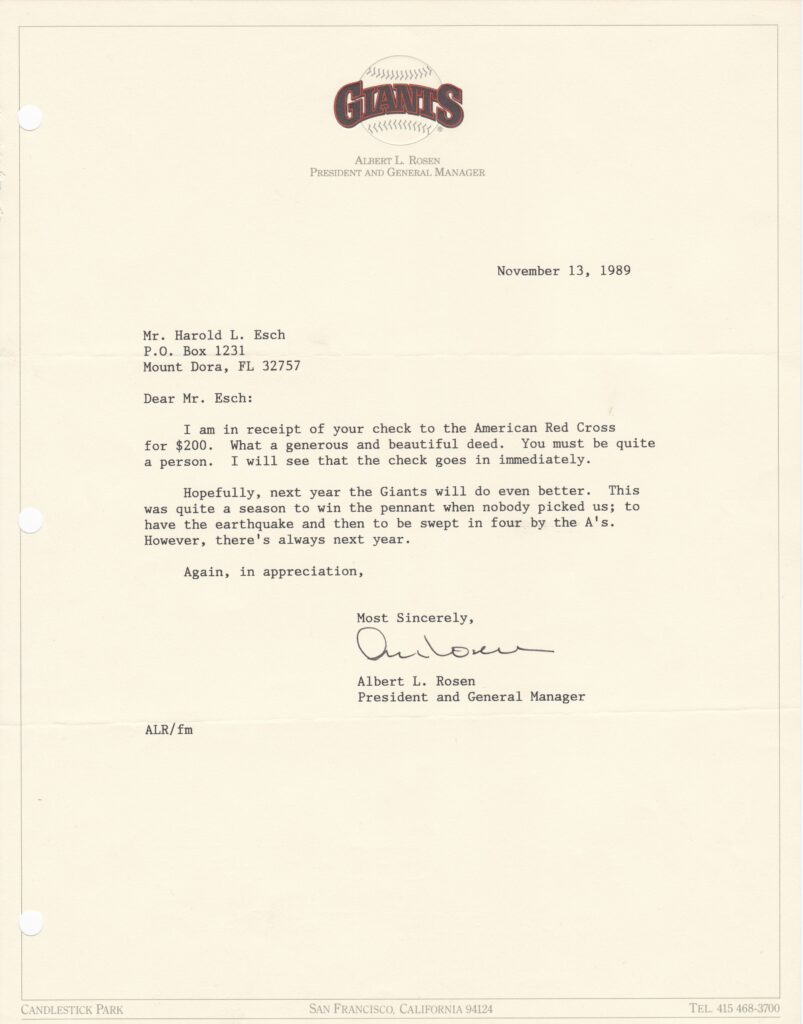 GIANTS
ALBERT L. ROSEN
PRESIDENT AND GENERAL MANAGER
November 13, 1989
Mr. Harold L. Esch
P.O. Box 1231
Mount Dora, FL 32757
Dear Mr. Esch:
I am in receipt of your check to the American Red Cross
for $200. What a generous and beautiful deed. You must be quite
a person. I will see that the check goes in immediately.
Hopefully, next year the Giants will do even better. This
was quite a season to win the pennant when nobody picked us; to
have the earthquake and then to be swept in four by the A's.
However, there's always next year.
Again, in appreciation,
Most Sincerely,
Al Rosen
Albert L. Rosen
President and General Manager
ALR/fm
CANDLESTICK PARK SAN FRANCISCO, CALIFORNIA 94124 TEL. 415 468-3700